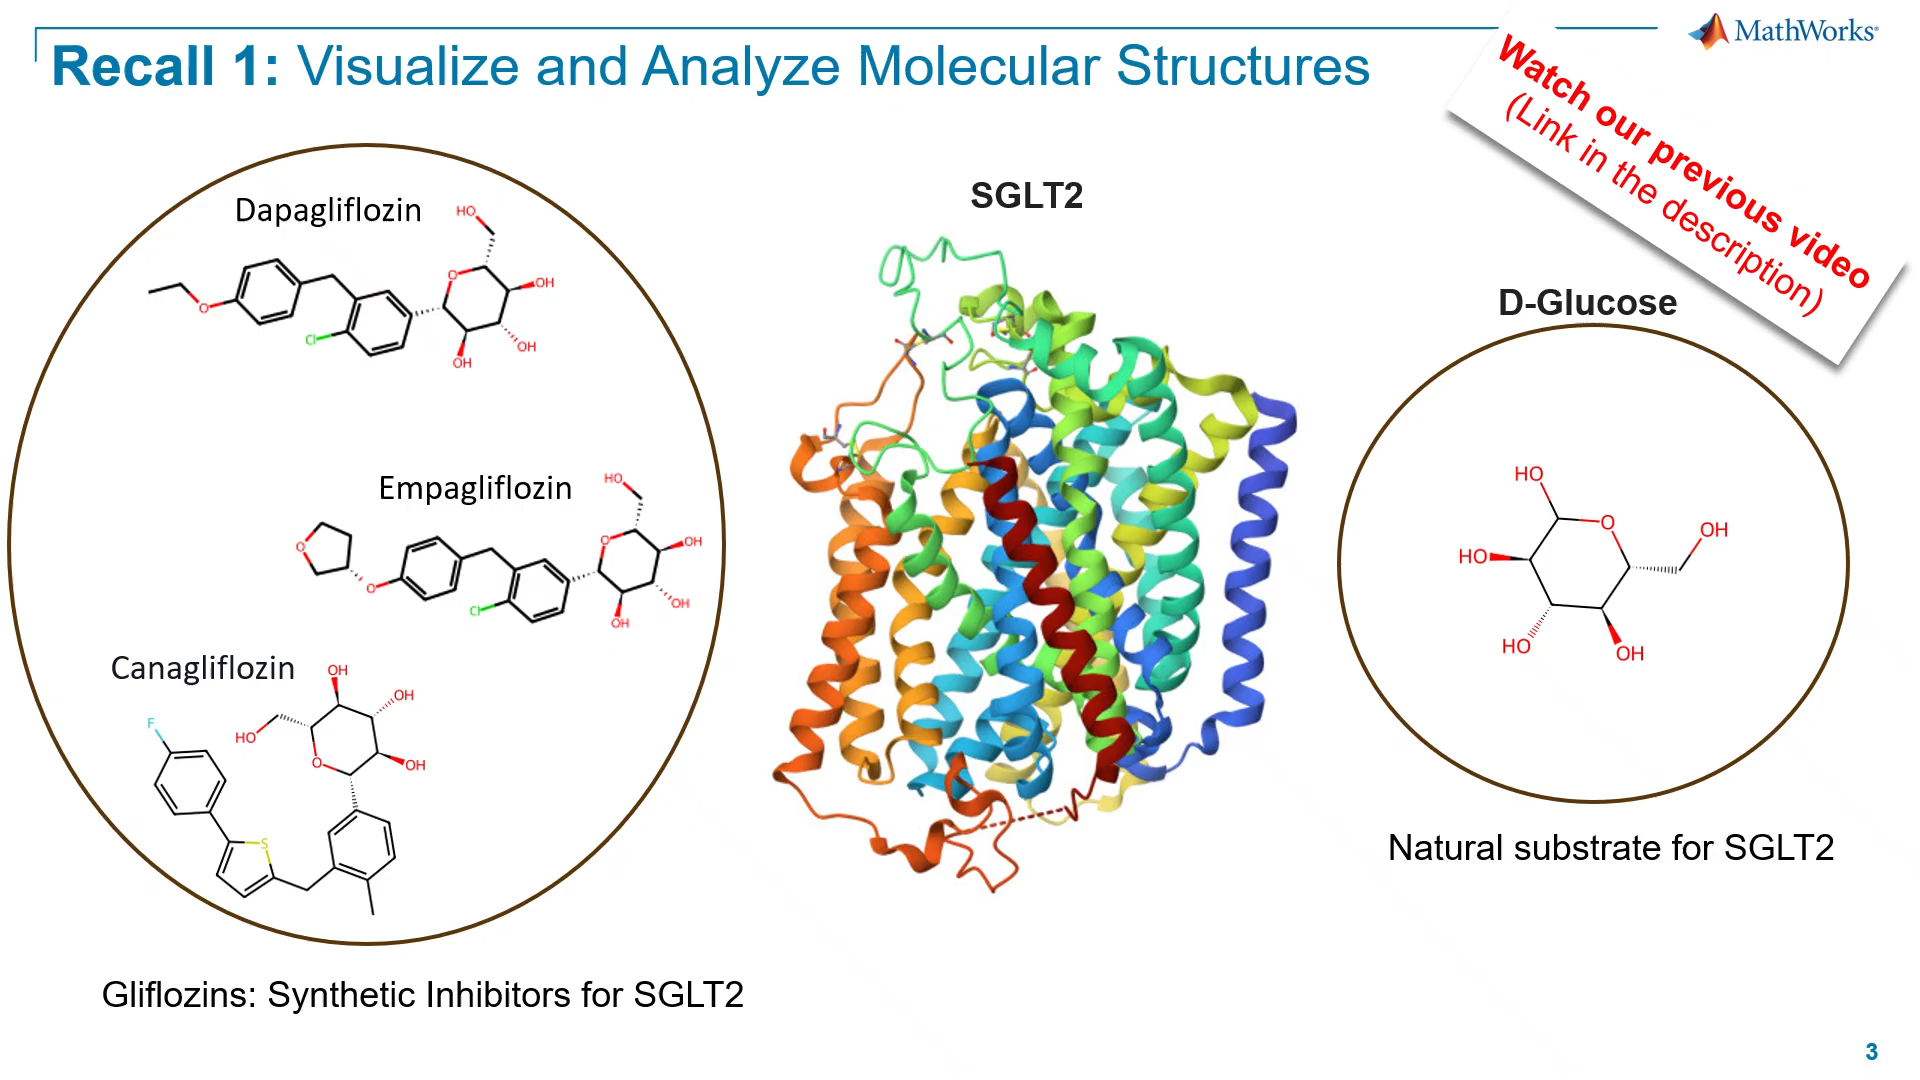 Recall 1: Visualize and Analyze Molecular Structures
MathWorks®
Watch our previous video
(Link in the description)
Dapagliflozin
HO
O
OH
O
Cl
OH
OH
Empagliflozin
HO
O
OH
O
O
Cl
OH
OH
Canagliflozin
OH
OH
F
HO
O
OH
S
Gliflozins: Synthetic Inhibitors for SGLT2
SGLT2
D-Glucose
HO
O
OH
HO
HO
OH
Natural substrate for SGLT2
3